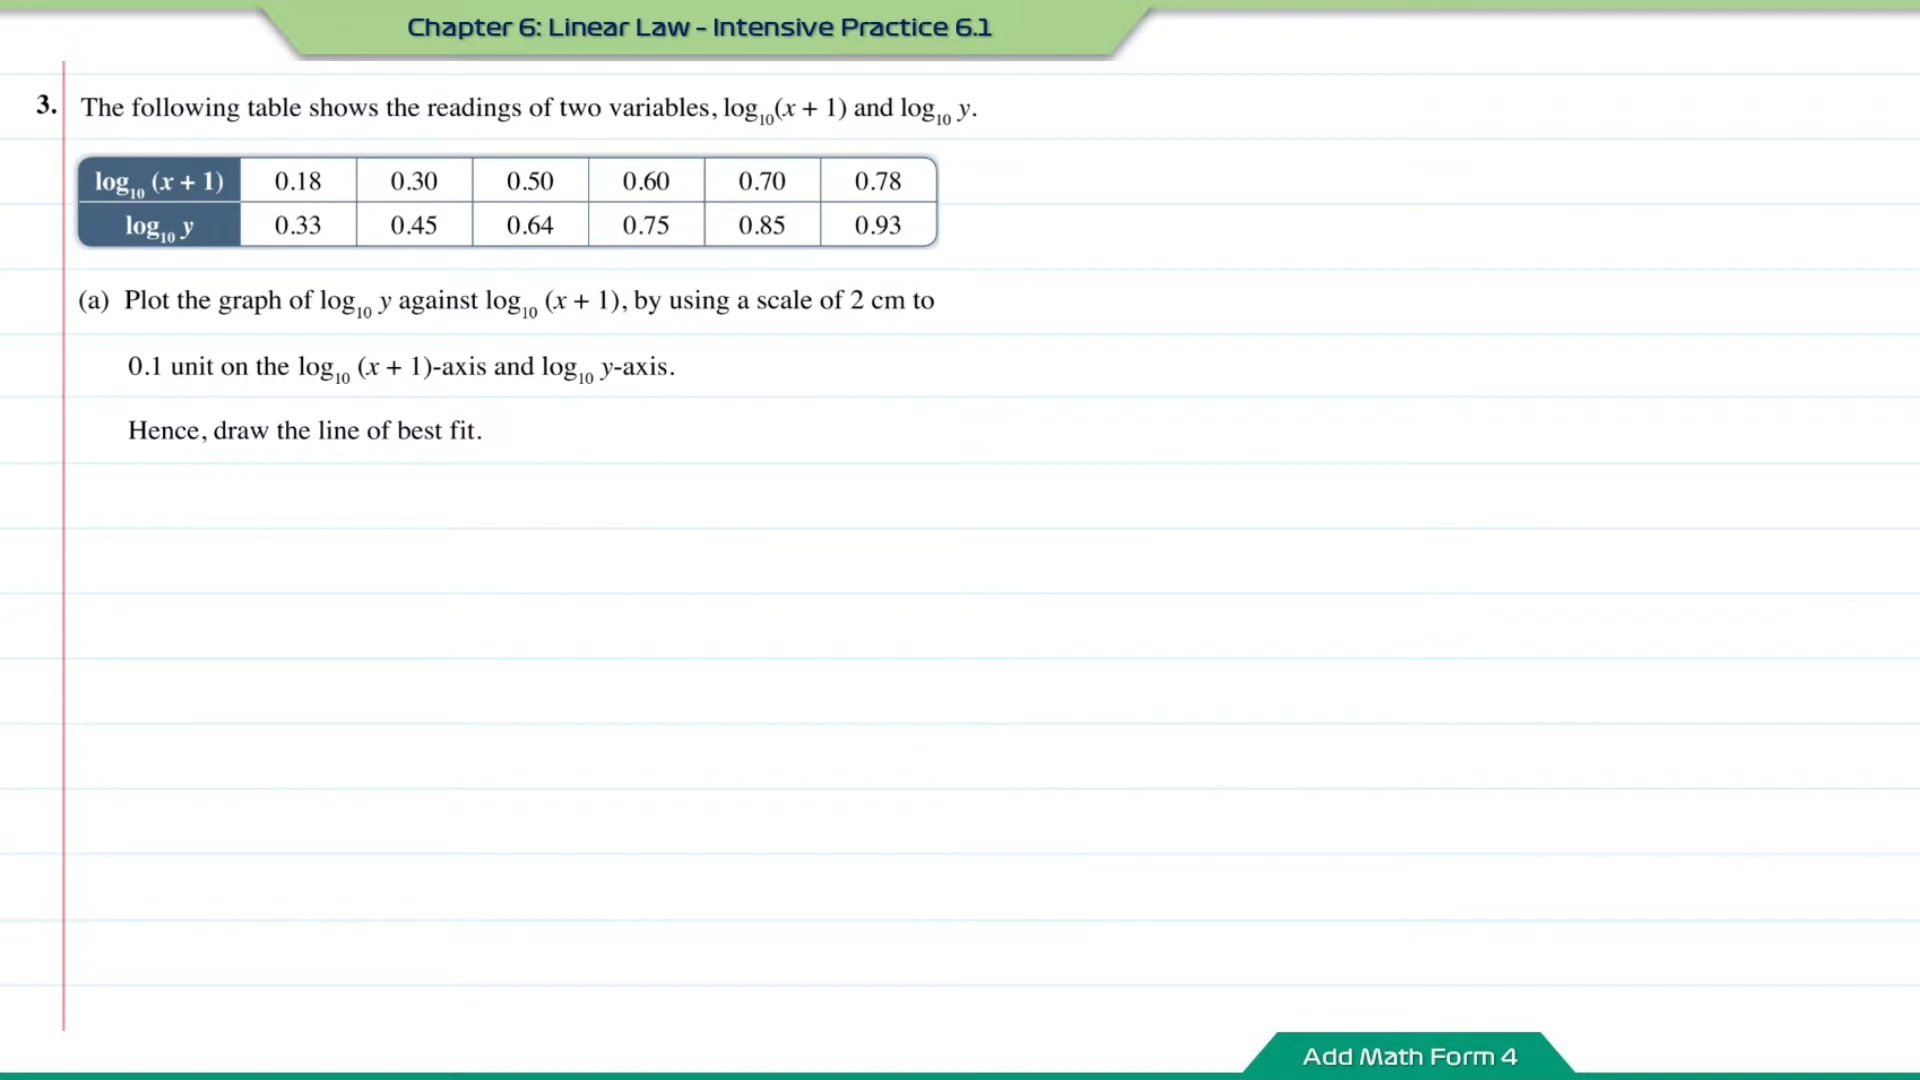 Chapter 6: Linear Law - Intensive Practice 6.1
3. The following table shows the readings of two variables, log₁₀(x + 1) and log₁₀ y.
log₁₀ (x + 1) 0.18 0.30 0.50 0.60 0.70 0.78
log₁₀ y 0.33 0.45 0.64 0.75 0.85 0.93
(a) Plot the graph of log₁₀ y against log₁₀ (x + 1), by using a scale of 2 cm to
0.1 unit on the log₁₀ (x + 1)-axis and log₁₀ y-axis.
Hence, draw the line of best fit.
Add Math Form 4